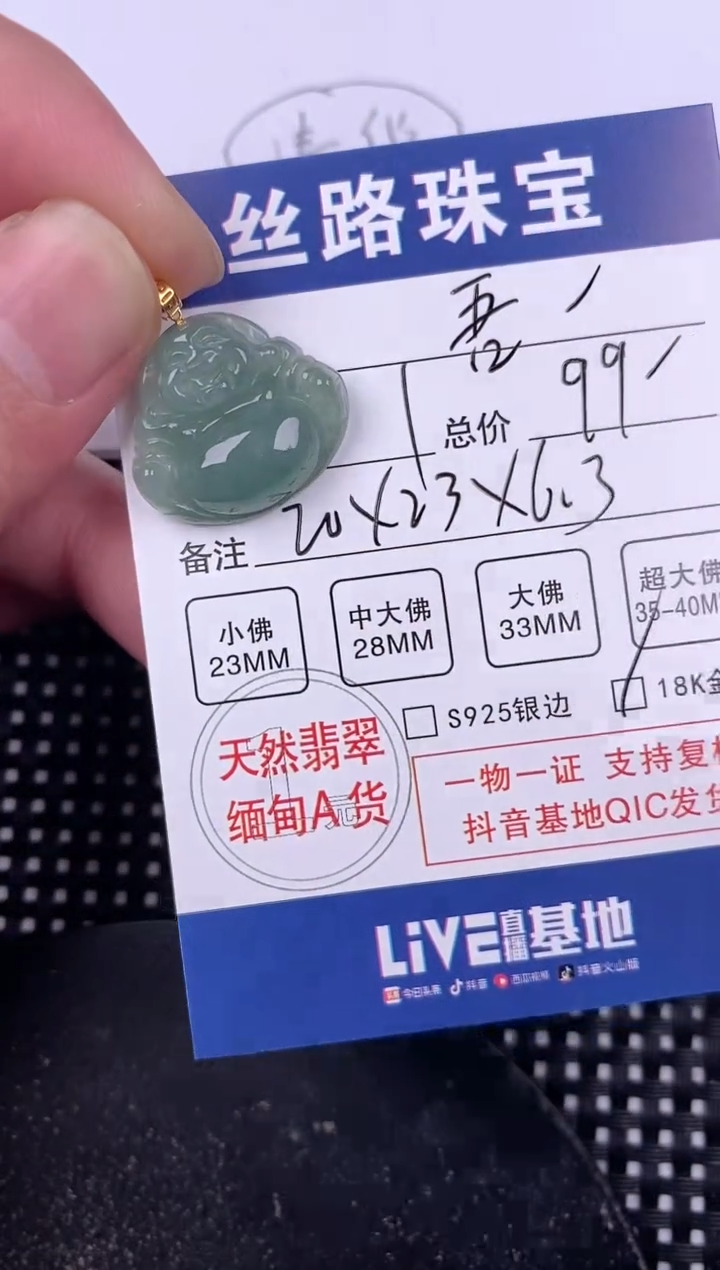 丝路珠宝
总价 99
备注 20X23X6.3
小佛
23MM
中大佛
28MM
大佛
33MM
超大佛
35-40M
S925银边
18K金
天然翡翠
缅甸A货
一物一证 支持复检
抖音基地QIC发货
LiVE直播基地
今日头条 抖音 西瓜视频 抖音火山版